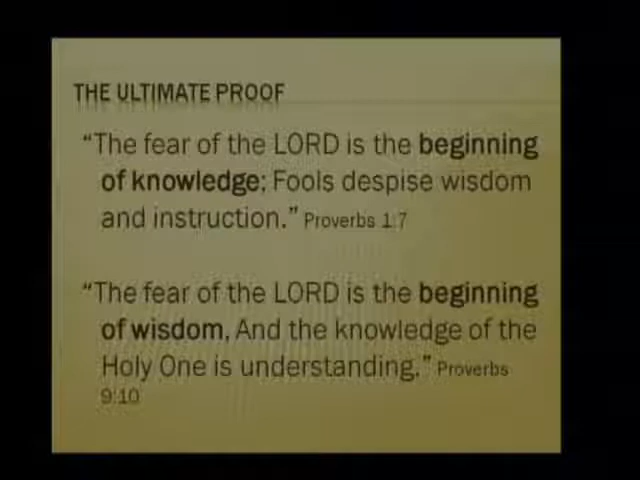 THE ULTIMATE PROOF
“The fear of the LORD is the beginning
of knowledge; Fools despise wisdom
and instruction.” Proverbs 1:7
“The fear of the LORD is the beginning
of wisdom, And the knowledge of the
Holy One is understanding.” Proverbs
9:10